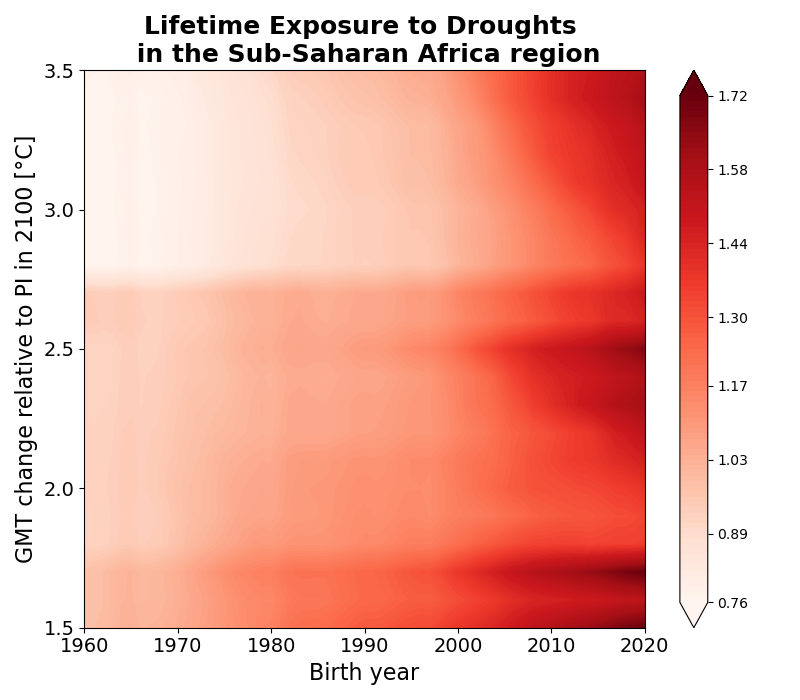 Lifetime Exposure to Droughts
in the Sub-Saharan Africa region
GMT change relative to PI in 2100 [°C]
3.5
3.0
2.5
2.0
1.5
1960 1970 1980 1990 2000 2010 2020
Birth year
1.72
1.58
1.44
1.30
1.17
1.03
0.89
0.76